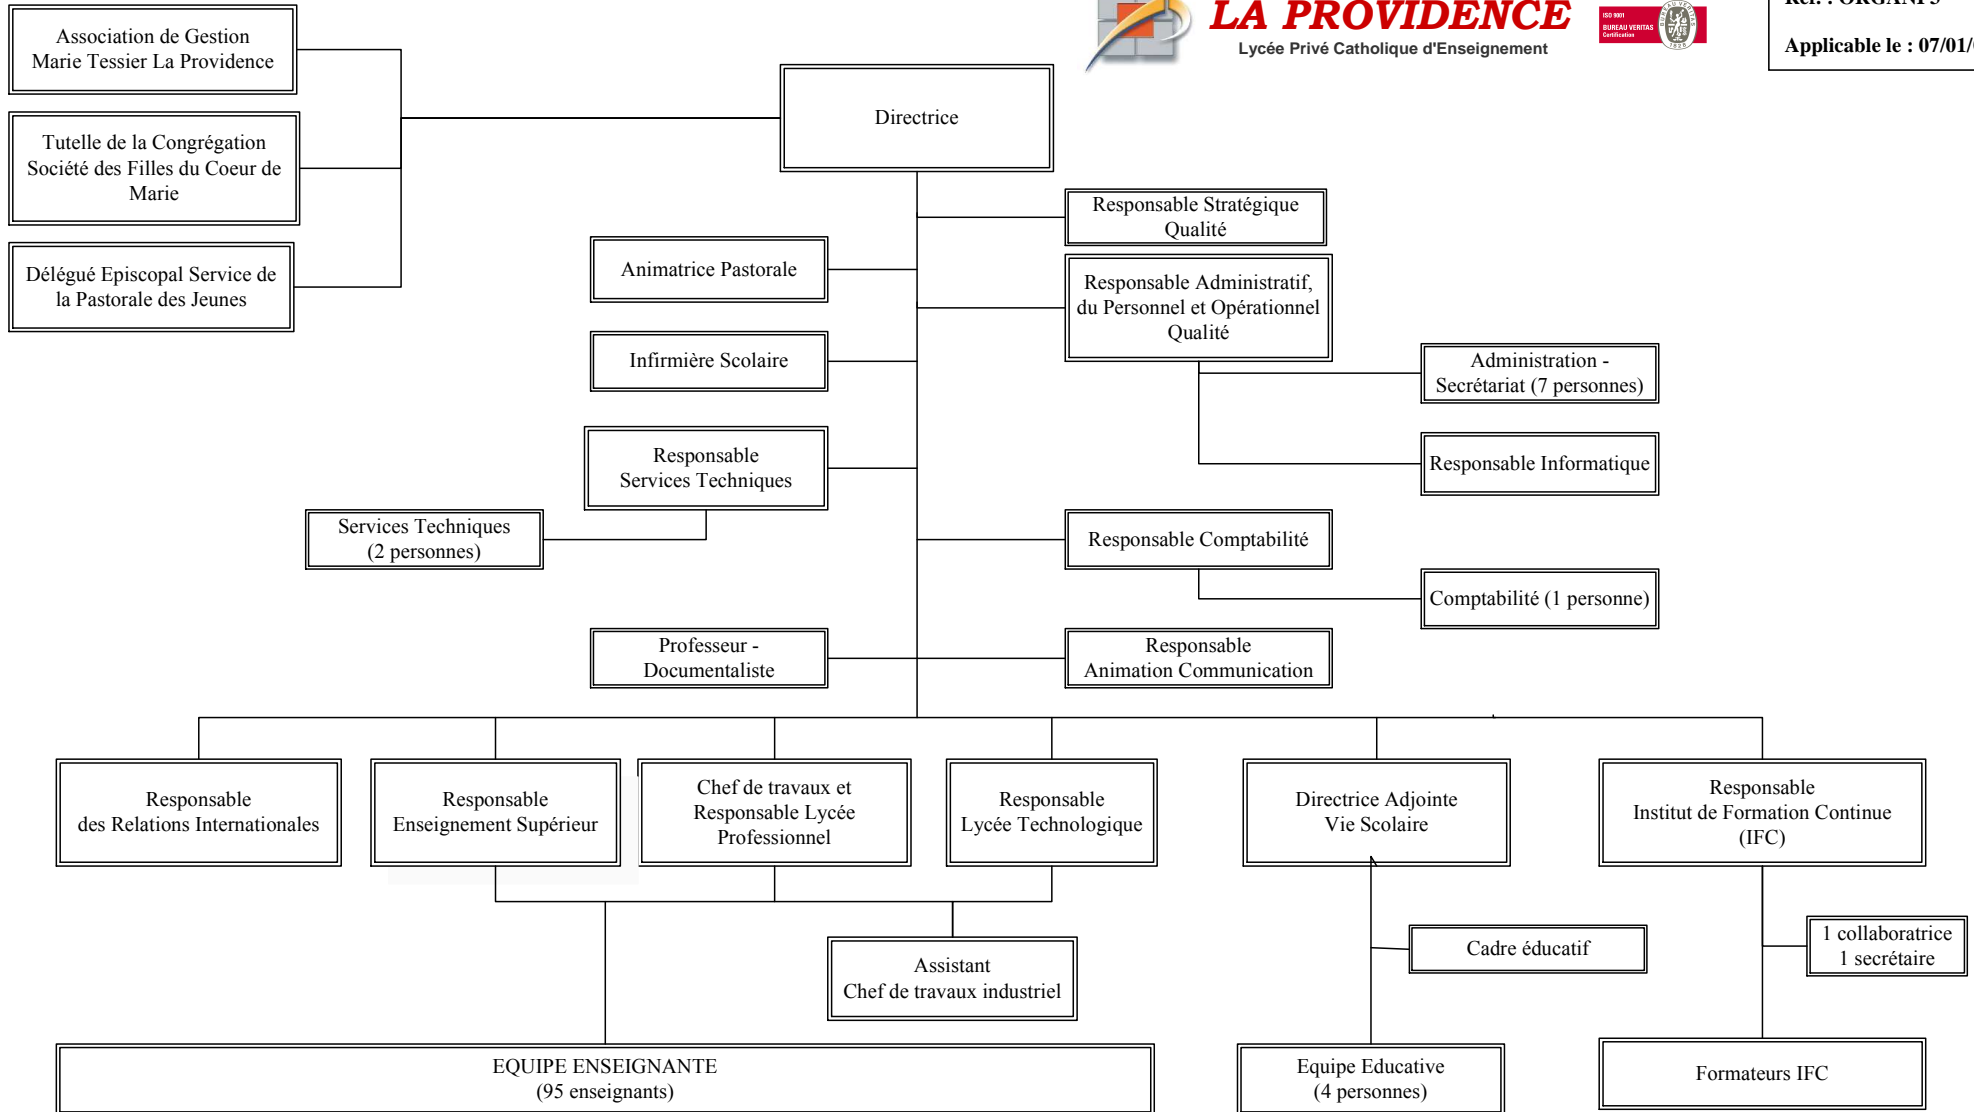 LA PROVIDENCE
Lycée Privé Catholique d'Enseignement
ISO 9001
BUREAU VERITAS
Certification
Applicable le : 07/01/
Association de Gestion
Marie Tessier La Providence
Tutelle de la Congrégation
Société des Filles du Coeur de
Marie
Délégué Episcopal Service de
la Pastorale des Jeunes
Directrice
Responsable Stratégique
Qualité
Animatrice Pastorale
Responsable Administratif,
du Personnel et Opérationnel
Qualité
Infirmière Scolaire
Administration -
Secrétariat (7 personnes)
Responsable
Services Techniques
Responsable Informatique
Services Techniques
(2 personnes)
Responsable Comptabilité
Comptabilité (1 personne)
Professeur -
Documentaliste
Responsable
Animation Communication
Responsable
des Relations Internationales
Responsable
Enseignement Supérieur
Chef de travaux et
Responsable Lycée
Professionnel
Responsable
Lycée Technologique
Directrice Adjointe
Vie Scolaire
Responsable
Institut de Formation Continue
(IFC)
Assistant
Chef de travaux industriel
Cadre éducatif
1 collaboratrice
1 secrétaire
EQUIPE ENSEIGNANTE
(95 enseignants)
Equipe Educative
(4 personnes)
Formateurs IFC